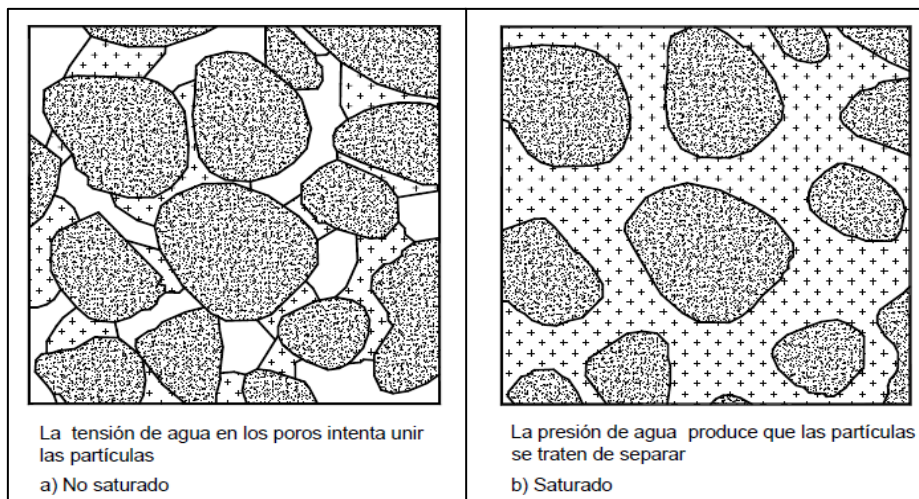 La tensión de agua en los poros intenta unir
las partículas
a) No saturado
La presión de agua produce que las partículas
se traten de separar
b) Saturado